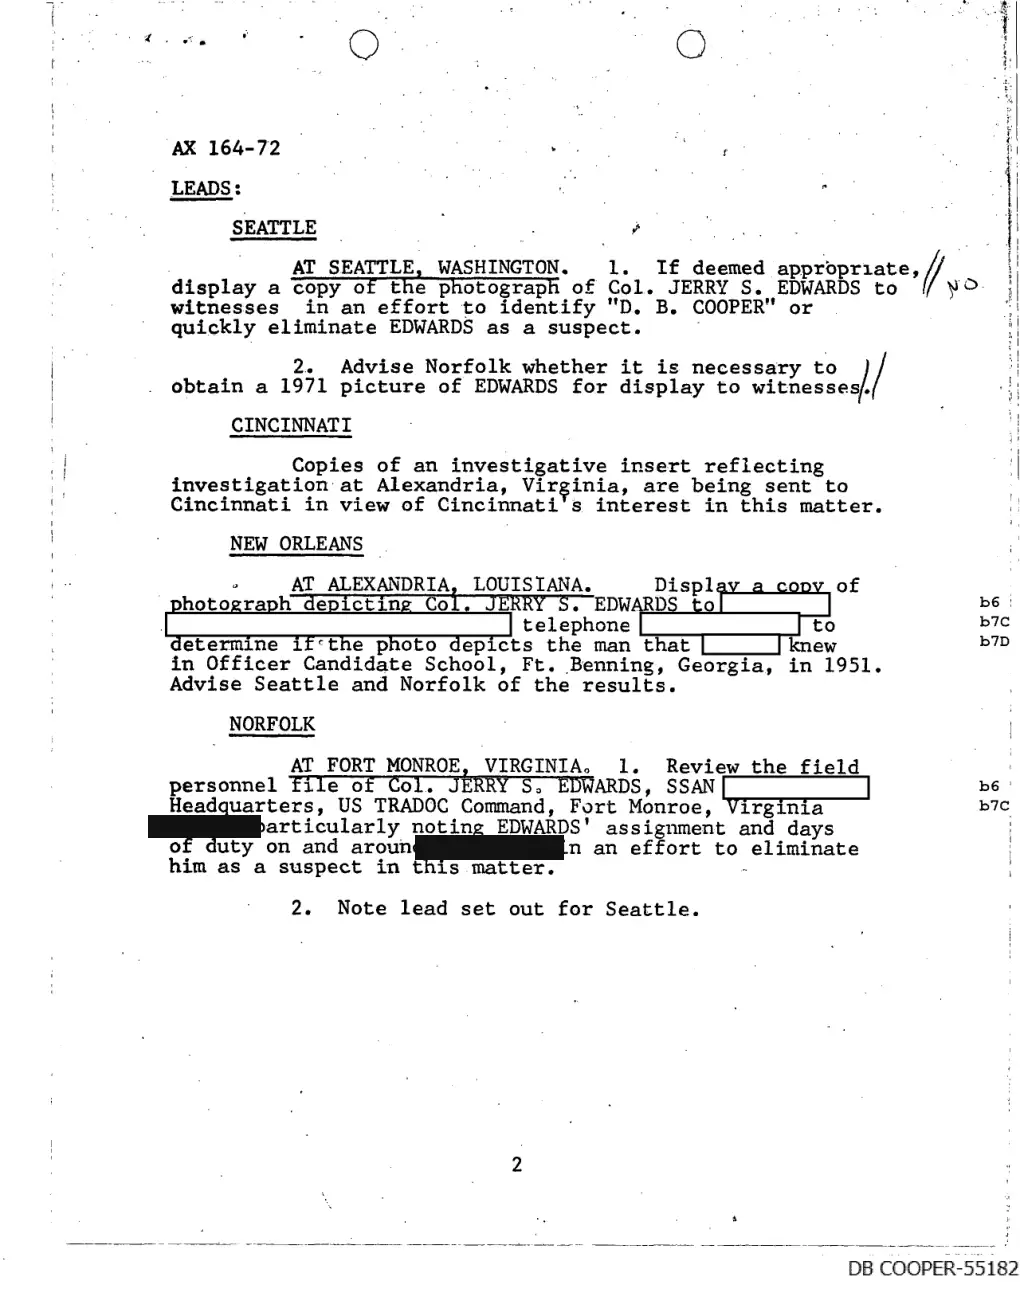 AX 164-72
LEADS:
SEATTLE
AT SEATTLE, WASHINGTON. 1. If deemed appropriate,
display a copy of the photograph of Col. JERRY S. EDWARDS to NO
witnesses in an effort to identify "D. B. COOPER" or
quickly eliminate EDWARDS as a suspect.
2. Advise Norfolk whether it is necessary to
obtain a 1971 picture of EDWARDS for display to witnesses.
CINCINNATI
Copies of an investigative insert reflecting
investigation at Alexandria, Virginia, are being sent to
Cincinnati in view of Cincinnati's interest in this matter.
NEW ORLEANS
AT ALEXANDRIA, LOUISIANA. Display a copy of
photograph depicting Col. JERRY S. EDWARDS to b6
telephone to b7C
determine if the photo depicts the man that knew b7D
in Officer Candidate School, Ft. Benning, Georgia, in 1951.
Advise Seattle and Norfolk of the results.
NORFOLK
AT FORT MONROE, VIRGINIA. 1. Review the field
personnel file of Col. JERRY S. EDWARDS, SSAN b6
Headquarters, US TRADOC Command, Fort Monroe, Virginia b7C
particularly noting EDWARDS' assignment and days
of duty on and around in an effort to eliminate
him as a suspect in this matter.
2. Note lead set out for Seattle.
2
DB COOPER-55182